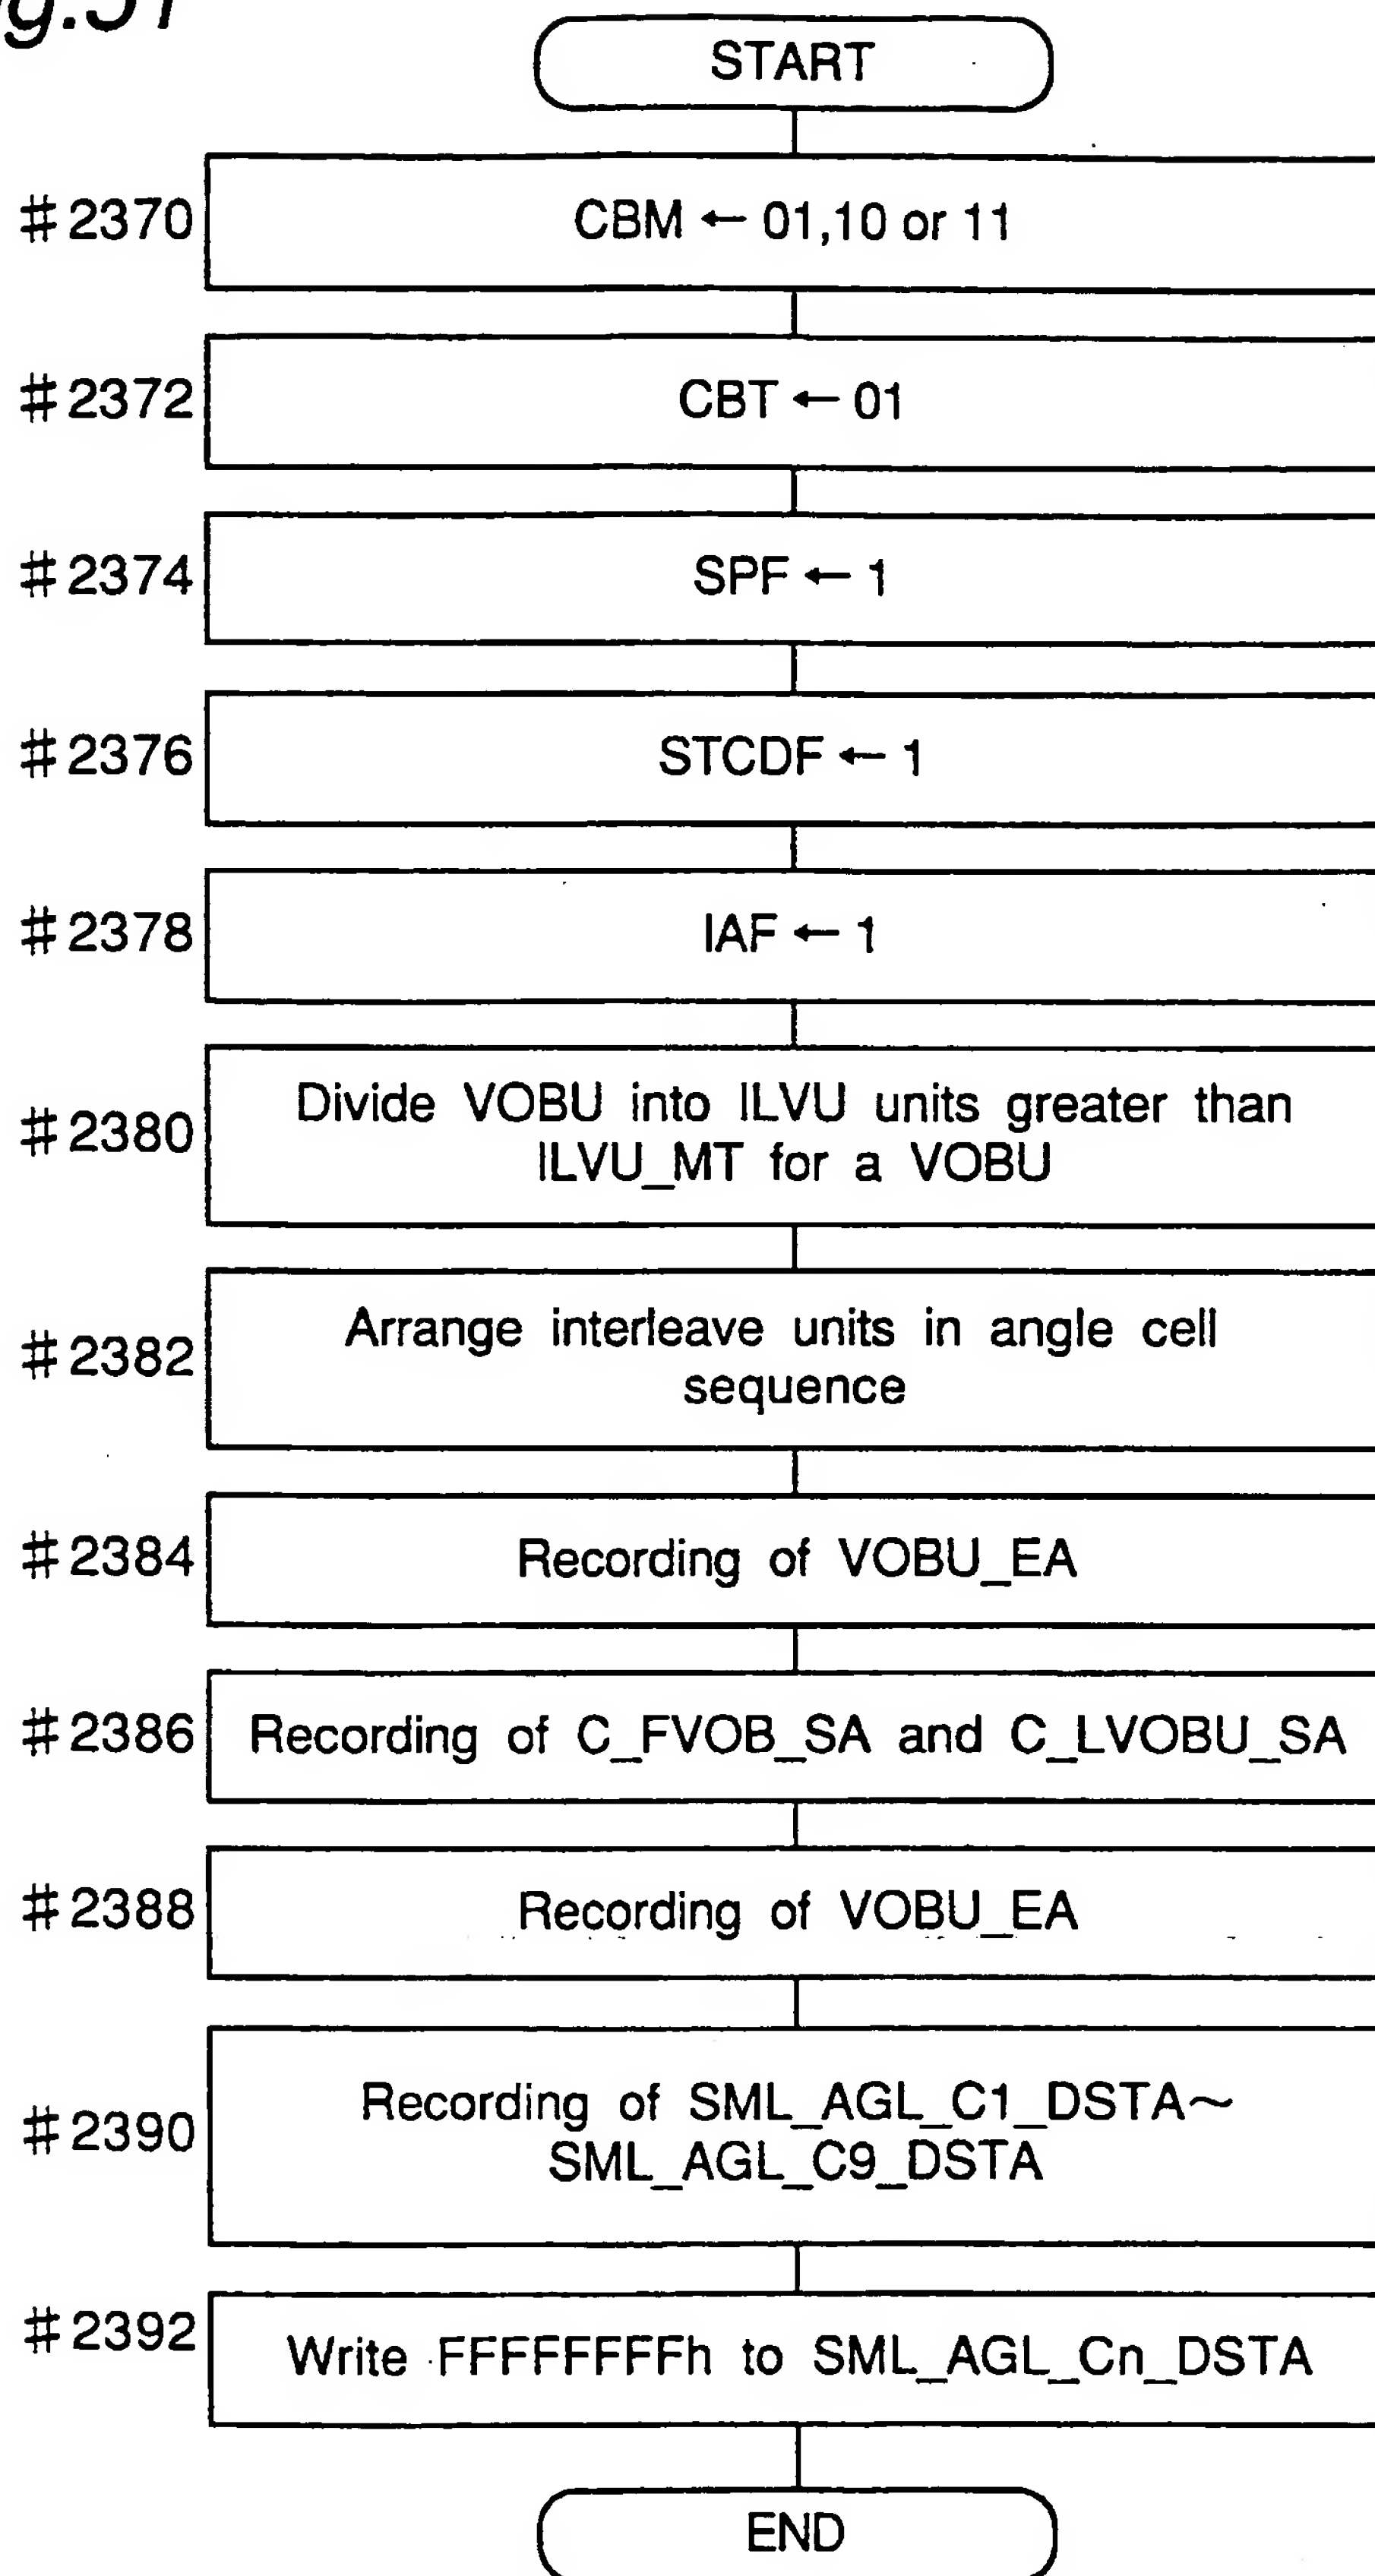 g.51
START
#2370
CBM ← 01,10 or 11
#2372
CBT ← 01
#2374
SPF ← 1
#2376
STCDF ← 1
#2378
IAF ← 1
#2380
Divide VOBU into ILVU units greater than
ILVU_MT for a VOBU
#2382
Arrange interleave units in angle cell
sequence
#2384
Recording of VOBU_EA
#2386
Recording of C_FVOB_SA and C_LVOBU_SA
#2388
Recording of VOBU_EA
#2390
Recording of SML_AGL_C1_DSTA~
SML_AGL_C9_DSTA
#2392
Write FFFFFFFFh to SML_AGL_Cn_DSTA
END